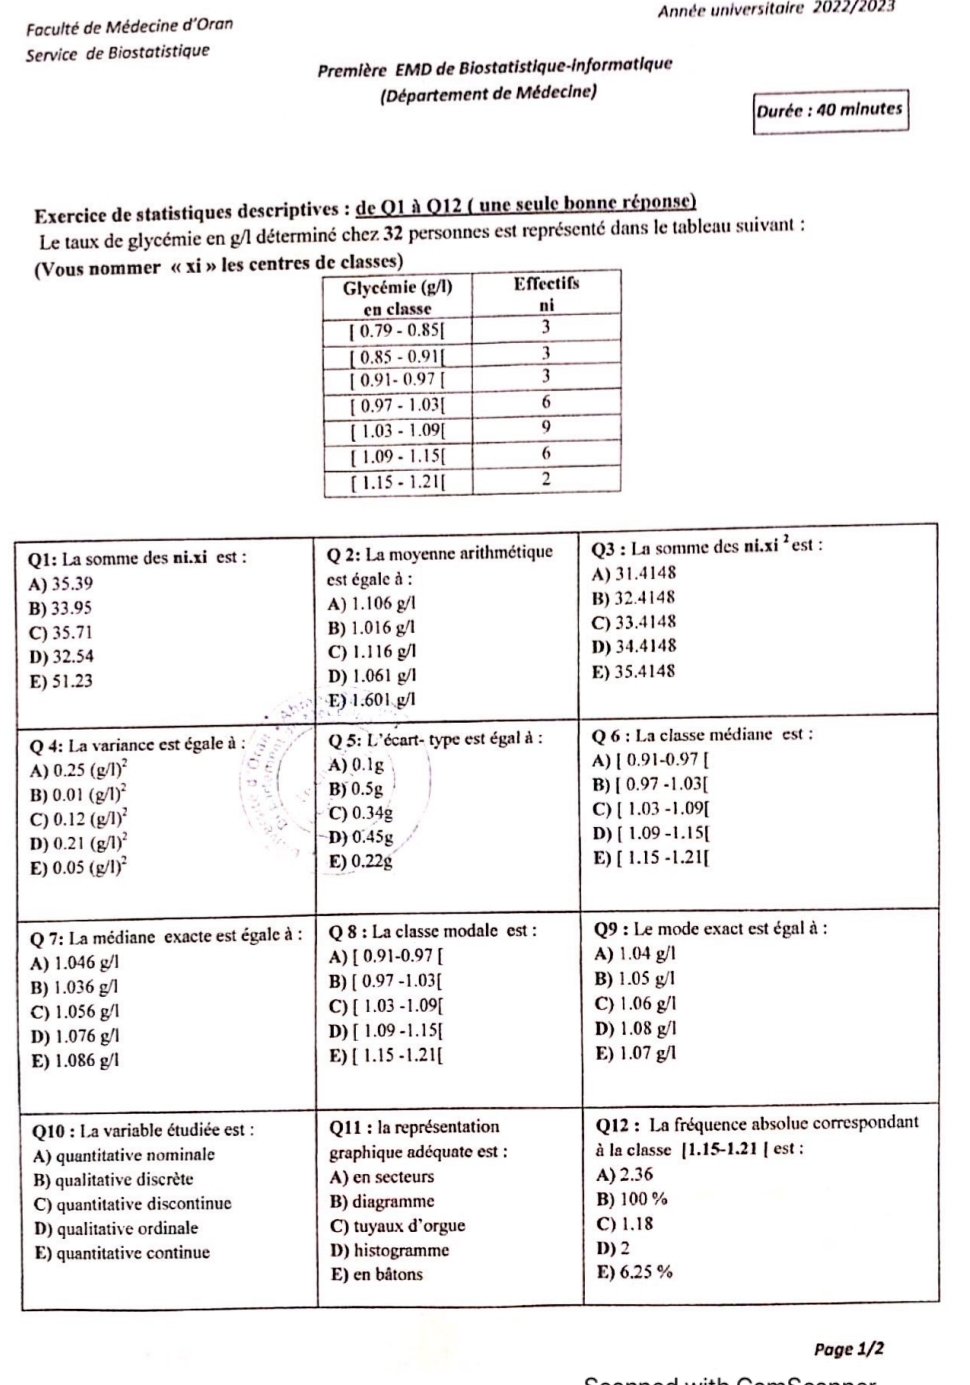 Faculté de Médecine d'Oran
Année universitaire 2022/2023
Service de Biostatistique
Première EMD de Biostatistique-informatique
(Département de Médecine)
Durée : 40 minutes
Exercice de statistiques descriptives : de Q1 à Q12 ( une seule bonne réponse)
Le taux de glycémie en g/l déterminé chez 32 personnes est représenté dans le tableau suivant :
(Vous nommer « xi » les centres de classes)
Glycémie (g/l) en classe | Effectifs ni
[ 0.79 - 0.85[ 3
[ 0.85 - 0.91[ 3
[ 0.91- 0.97 [ 3
[ 0.97 - 1.03[ 6
[ 1.03 - 1.09[ 9
[ 1.09 - 1.15[ 6
[ 1.15 - 1.21[ 2
Q1: La somme des ni.xi est :
A) 35.39
B) 33.95
C) 35.71
D) 32.54
E) 51.23
Q 2: La moyenne arithmétique
est égale à :
A) 1.106 g/l
B) 1.016 g/l
C) 1.116 g/l
D) 1.061 g/l
E) 1.601 g/l
Q3 : La somme des ni.xi ² est :
A) 31.4148
B) 32.4148
C) 33.4148
D) 34.4148
E) 35.4148
Q 4: La variance est égale à :
A) 0.25 (g/l)²
B) 0.01 (g/l)²
C) 0.12 (g/l)²
D) 0.21 (g/l)²
E) 0.05 (g/l)²
Q 5: L'écart- type est égal à :
A) 0.1g
B) 0.5g
C) 0.34g
D) 0.45g
E) 0.22g
Q 6 : La classe médiane est :
A) [ 0.91-0.97 [
B) [ 0.97 -1.03[
C) [ 1.03 -1.09[
D) [ 1.09 -1.15[
E) [ 1.15 -1.21[
Q 7: La médiane exacte est égale à :
A) 1.046 g/l
B) 1.036 g/l
C) 1.056 g/l
D) 1.076 g/l
E) 1.086 g/l
Q 8 : La classe modale est :
A) [ 0.91-0.97 [
B) [ 0.97 -1.03[
C) [ 1.03 -1.09[
D) [ 1.09 -1.15[
E) [ 1.15 -1.21[
Q9 : Le mode exact est égal à :
A) 1.04 g/l
B) 1.05 g/l
C) 1.06 g/l
D) 1.08 g/l
E) 1.07 g/l
Q10 : La variable étudiée est :
A) quantitative nominale
B) qualitative discrète
C) quantitative discontinue
D) qualitative ordinale
E) quantitative continue
Q11 : la représentation
graphique adéquate est :
A) en secteurs
B) diagramme
C) tuyaux d'orgue
D) histogramme
E) en bâtons
Q12 : La fréquence absolue correspondant
à la classe [1.15-1.21 [ est :
A) 2.36
B) 100 %
C) 1.18
D) 2
E) 6.25 %
Page 1/2
Scanned with CamScanner